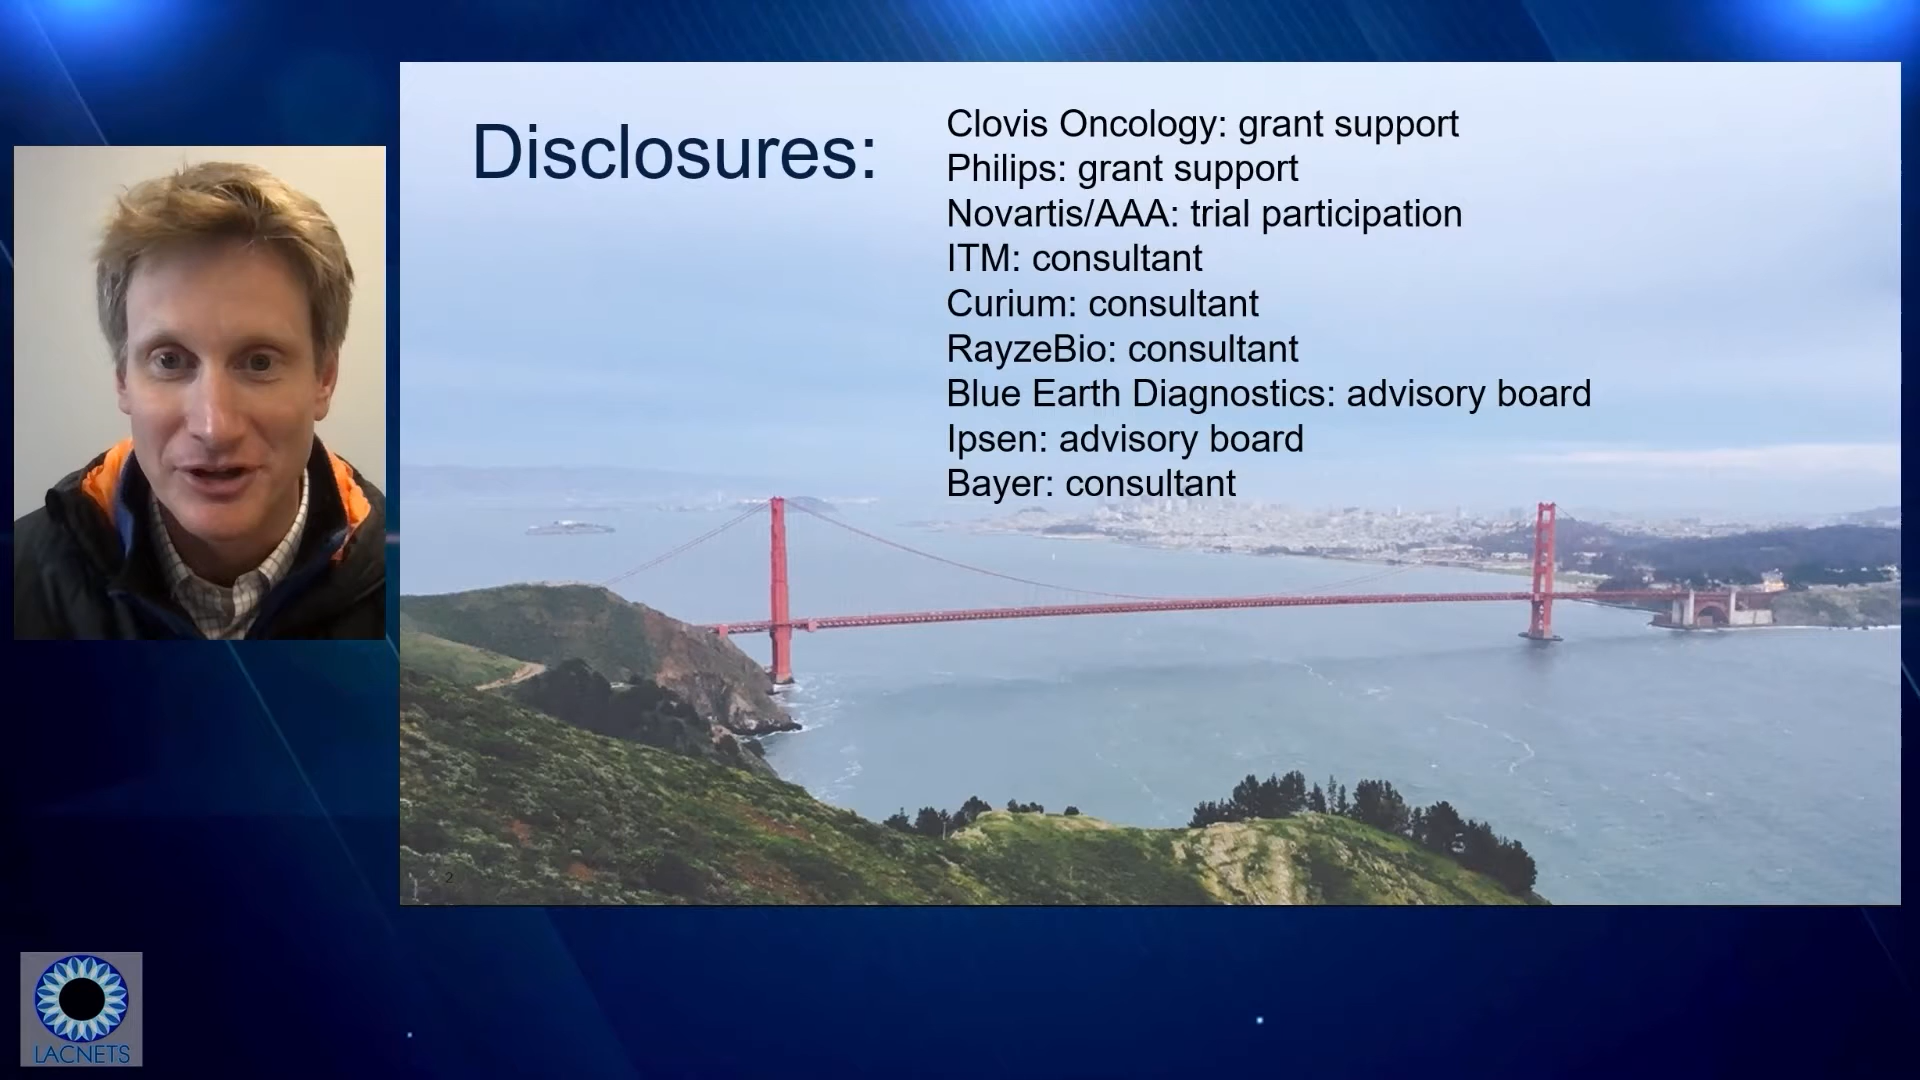 Disclosures:
Clovis Oncology: grant support
Philips: grant support
Novartis/AAA: trial participation
ITM: consultant
Curium: consultant
RayzeBio: consultant
Blue Earth Diagnostics: advisory board
Ipsen: advisory board
Bayer: consultant
2
LACNETS